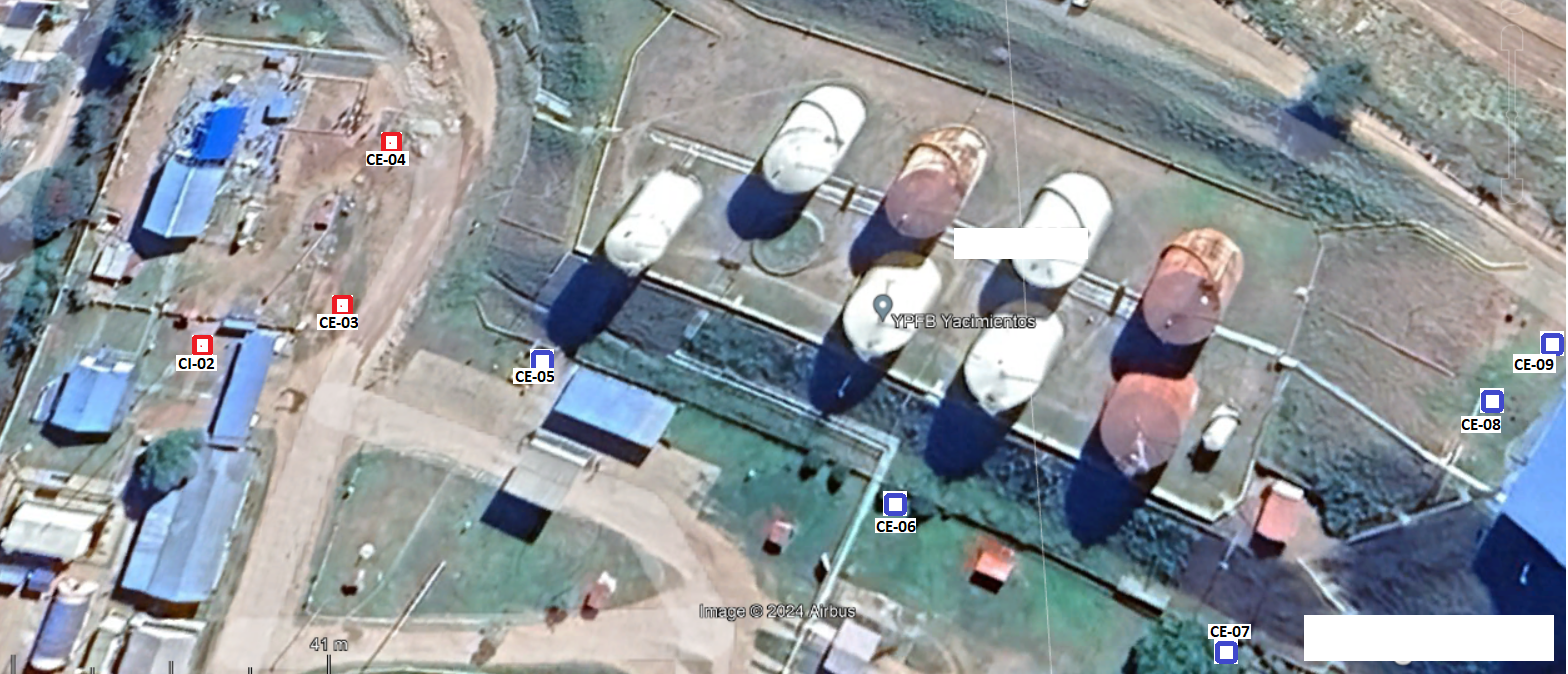 CE-04
CE-03
CI-02
YPFB Yacimientos
CE-05
CE-09
CE-08
CE-06
Image © 2024 Airbus
CE-07
41 m